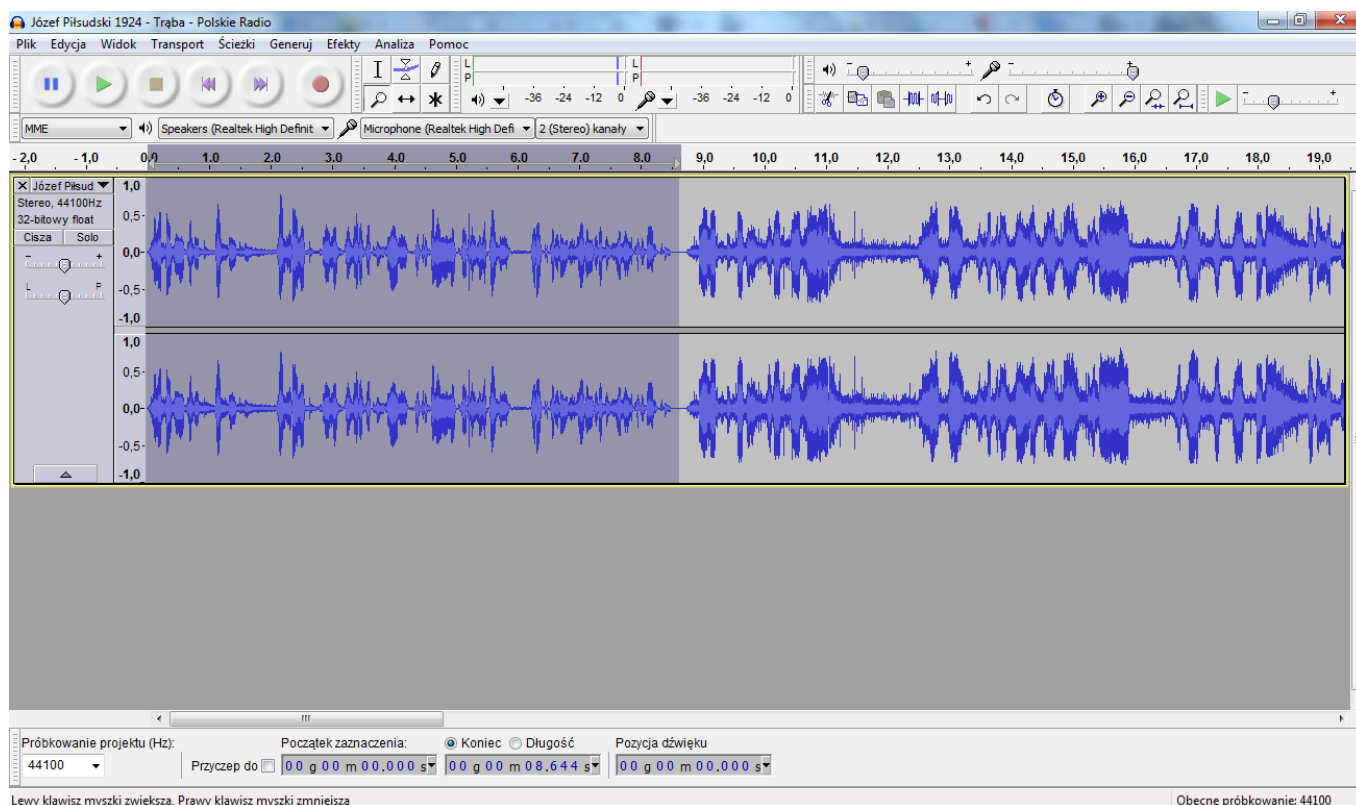 Józef Piłsudski 1924 - Trąba - Polskie Radio
Plik Edycja Widok Transport Ścieżki Generuj Efekty Analiza Pomoc
L
P
-36 -24 -12 0
L
P
-36 -24 -12 0
MME
Speakers (Realtek High Definit
Microphone (Realtek High Defi
2 (Stereo) kanały
- 2,0 - 1,0 0,0 1,0 2,0 3,0 4,0 5,0 6,0 7,0 8,0 9,0 10,0 11,0 12,0 13,0 14,0 15,0 16,0 17,0 18,0 19,0
X Józef Piłsud
Stereo, 44100Hz
32-bitowy float
Cisza Solo
- +
L P
1,0
0,5-
0,0-
-0,5-
-1,0
1,0
0,5-
0,0-
-0,5-
-1,0
Próbkowanie projektu (Hz):
44100
Przyczep do
Początek zaznaczenia:
00 g 00 m 00.000 s
Koniec Długość
00 g 00 m 08.644 s
Pozycja dźwięku
00 g 00 m 00.000 s
Lewy klawisz myszki zwiększa, Prawy klawisz myszki zmniejsza
Obecne próbkowanie: 44100